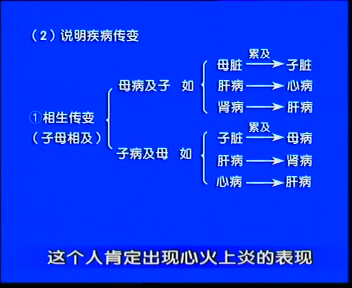 （2）说明疾病传变
累及
母脏 子脏
母病及子 如 肝病 心病
肾病 肝病
①相生传变
（子母相及）
累及
子脏 母病
子病及母 如 肝病 肾病
心病 肝病
这个人肯定出现心火上炎的表现